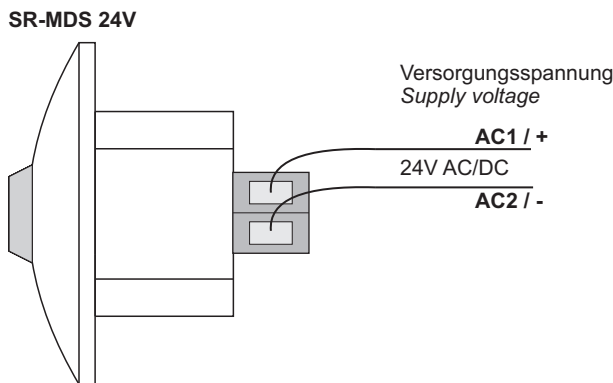 SR-MDS 24V
Versorgungsspannung
Supply voltage
AC1 / +
24V AC/DC
AC2 / -